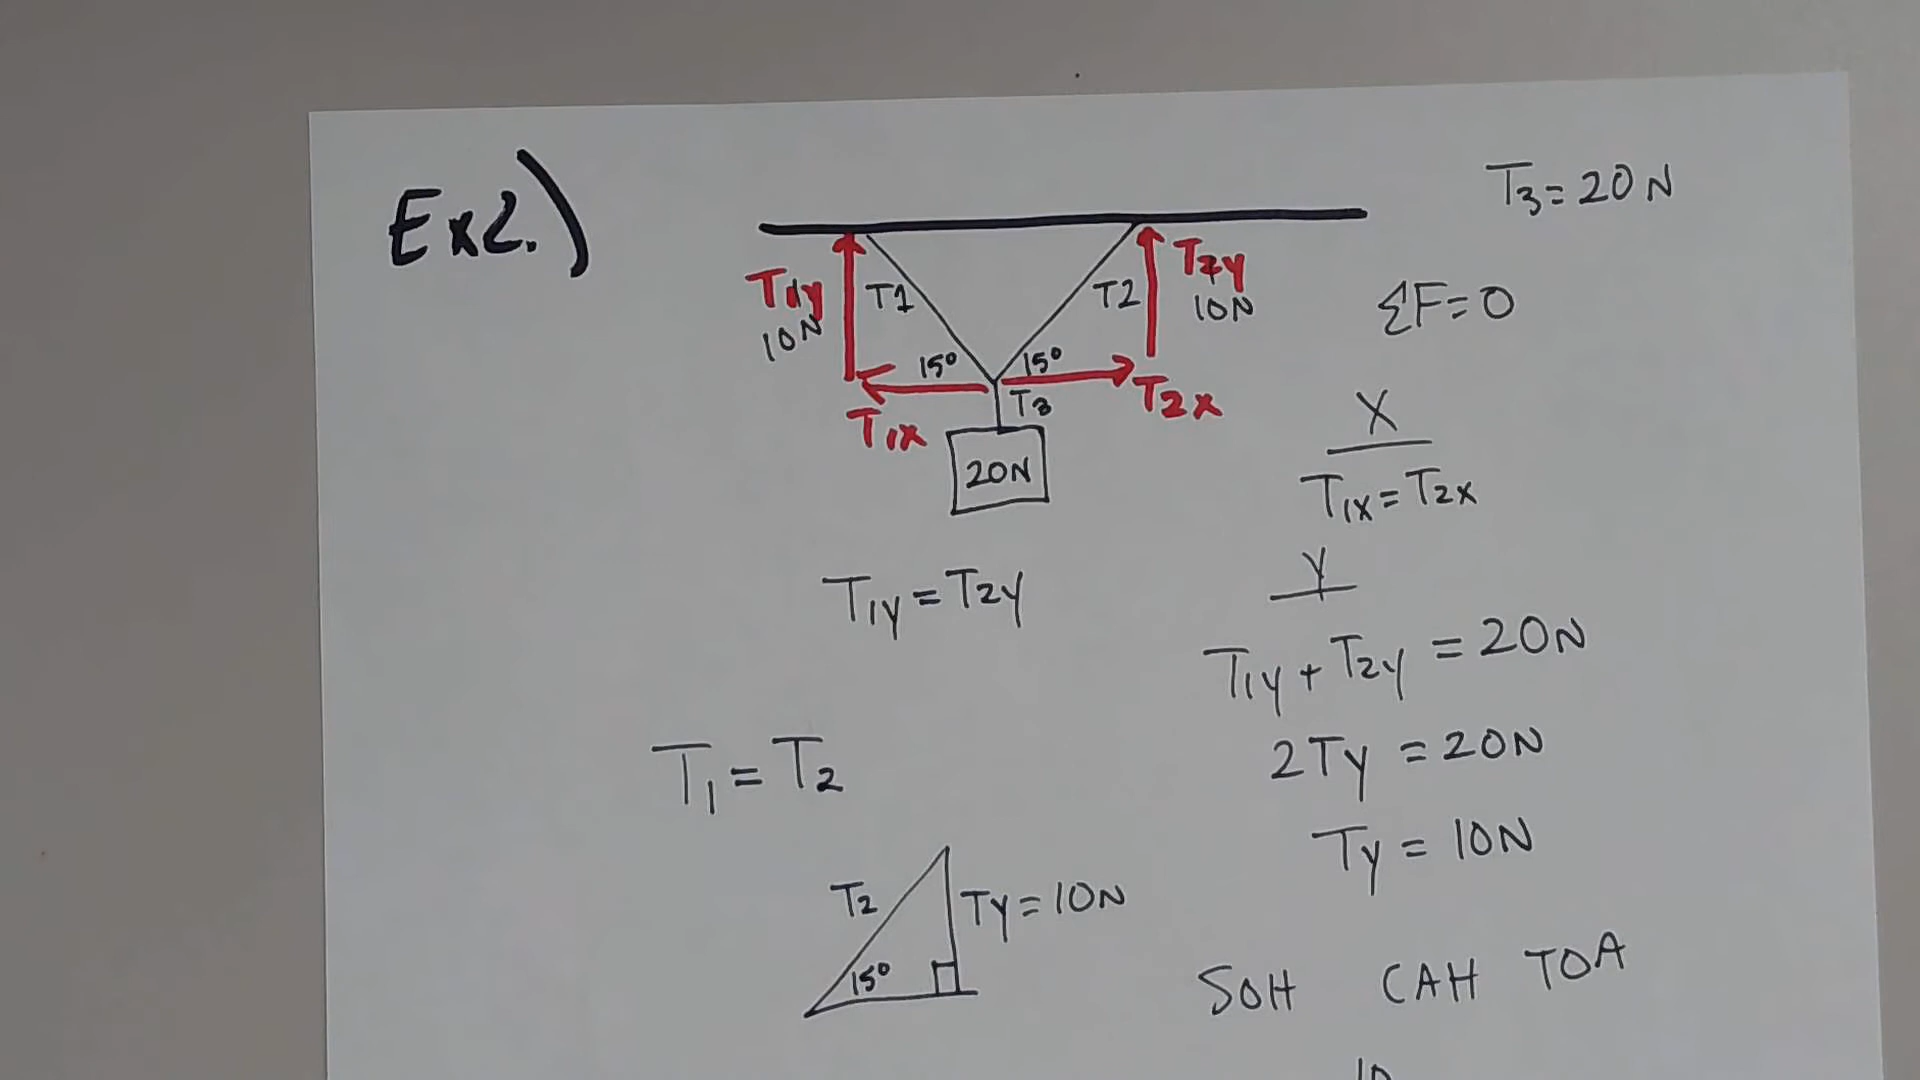 Ex2.)
T3 = 20N
T1y
10N
T1
T2
T2y
10N
ΣF = 0
15°
15°
T1x
T3
T2x
20N
X
T1x = T2x
T1y = T2y
Y
T1y + T2y = 20N
T1 = T2
2Ty = 20N
Ty = 10N
T2
Ty = 10N
15°
SOH CAH TOA
10